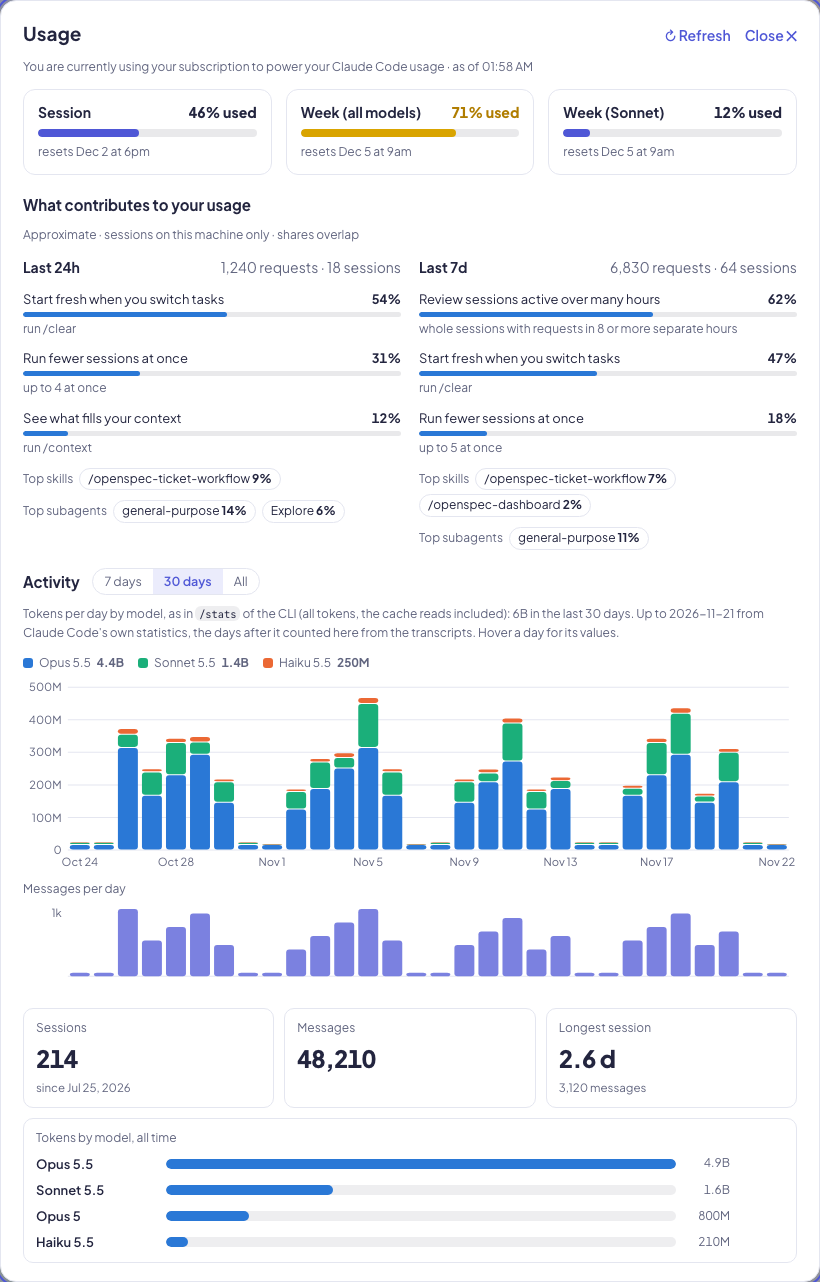 Usage
Refresh Close
You are currently using your subscription to power your Claude Code usage · as of 01:58 AM
Session 46% used
resets Dec 2 at 6pm
Week (all models) 71% used
resets Dec 5 at 9am
Week (Sonnet) 12% used
resets Dec 5 at 9am
What contributes to your usage
Approximate · sessions on this machine only · shares overlap
Last 24h 1,240 requests · 18 sessions
Start fresh when you switch tasks 54%
run /clear
Run fewer sessions at once 31%
up to 4 at once
See what fills your context 12%
run /context
Top skills /openspec-ticket-workflow 9%
Top subagents general-purpose 14% Explore 6%
Last 7d 6,830 requests · 64 sessions
Review sessions active over many hours 62%
whole sessions with requests in 8 or more separate hours
Start fresh when you switch tasks 47%
run /clear
Run fewer sessions at once 18%
up to 5 at once
Top skills /openspec-ticket-workflow 7%
/openspec-dashboard 2%
Top subagents general-purpose 11%
Activity 7 days 30 days All
Tokens per day by model, as in /stats of the CLI (all tokens, the cache reads included): 6B in the last 30 days. Up to 2026-11-21 from
Claude Code's own statistics, the days after it counted here from the transcripts. Hover a day for its values.
Opus 5.5 4.4B Sonnet 5.5 1.4B Haiku 5.5 250M
500M
400M
300M
200M
100M
0
Oct 24 Oct 28 Nov 1 Nov 5 Nov 9 Nov 13 Nov 17 Nov 22
Messages per day
1k
Sessions
214
since Jul 25, 2026
Messages
48,210
Longest session
2.6 d
3,120 messages
Tokens by model, all time
Opus 5.5 4.9B
Sonnet 5.5 1.6B
Opus 5 800M
Haiku 5.5 210M